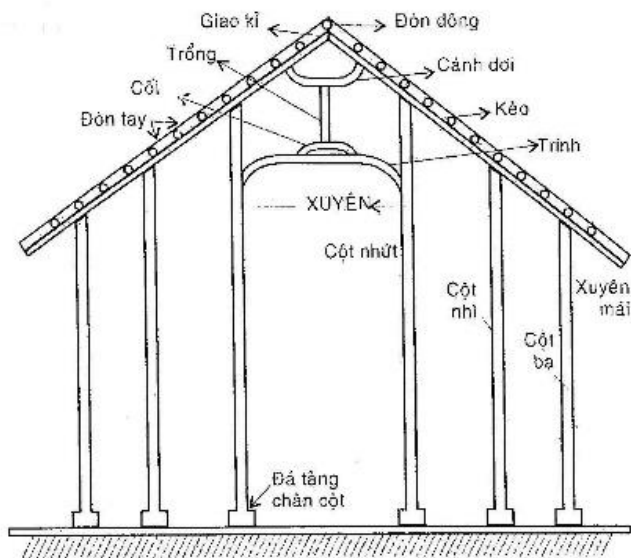 Giao kỉ
Đòn dông
Trổng
Cánh dơi
Cối
Kèo
Đòn tay
Trính
XUYÊN
Cột nhứt
Cột
nhì
Xuyên
mái
Cột
ba
Đá tảng
chân cột